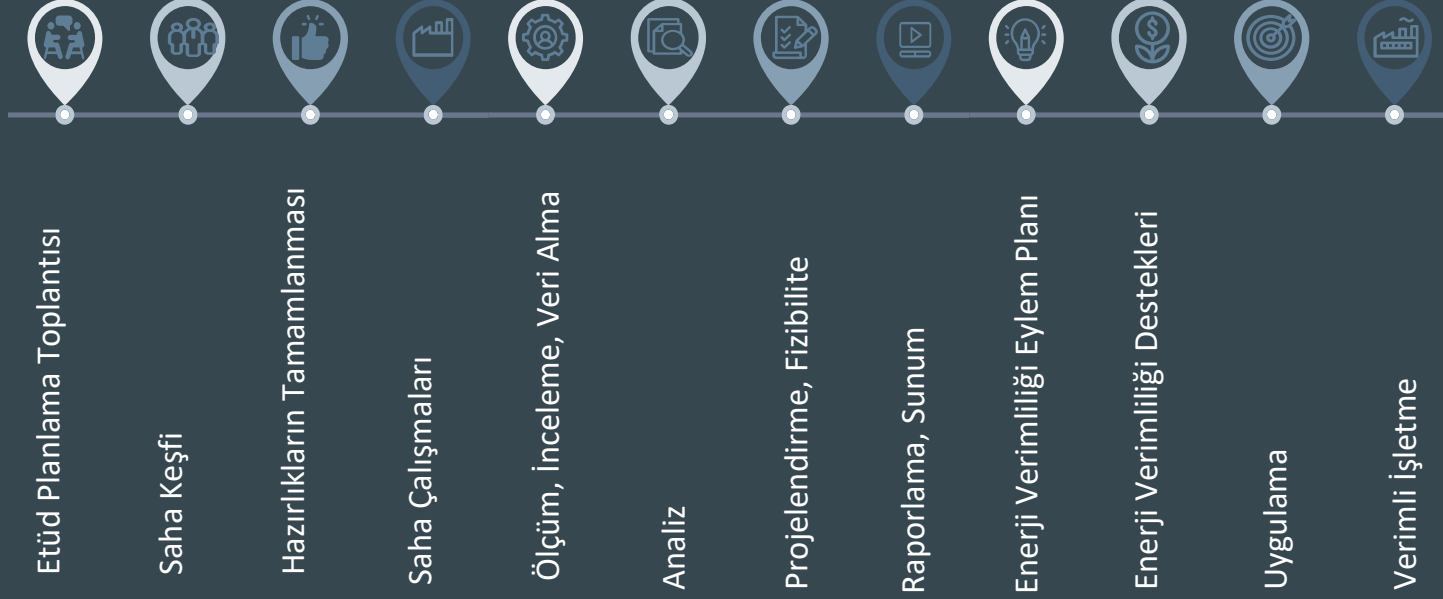 Etüd Planlama Toplantısı
Saha Keşfi
Hazırlıkların Tamamlanması
Saha Çalışmaları
Ölçüm, İnceleme, Veri Alma
Analiz
Projelendirme, Fizibilite
Raporlama, Sunum
Enerji Verimliliği Eylem Planı
Enerji Verimliliği Destekleri
Uygulama
Verimli İşletme